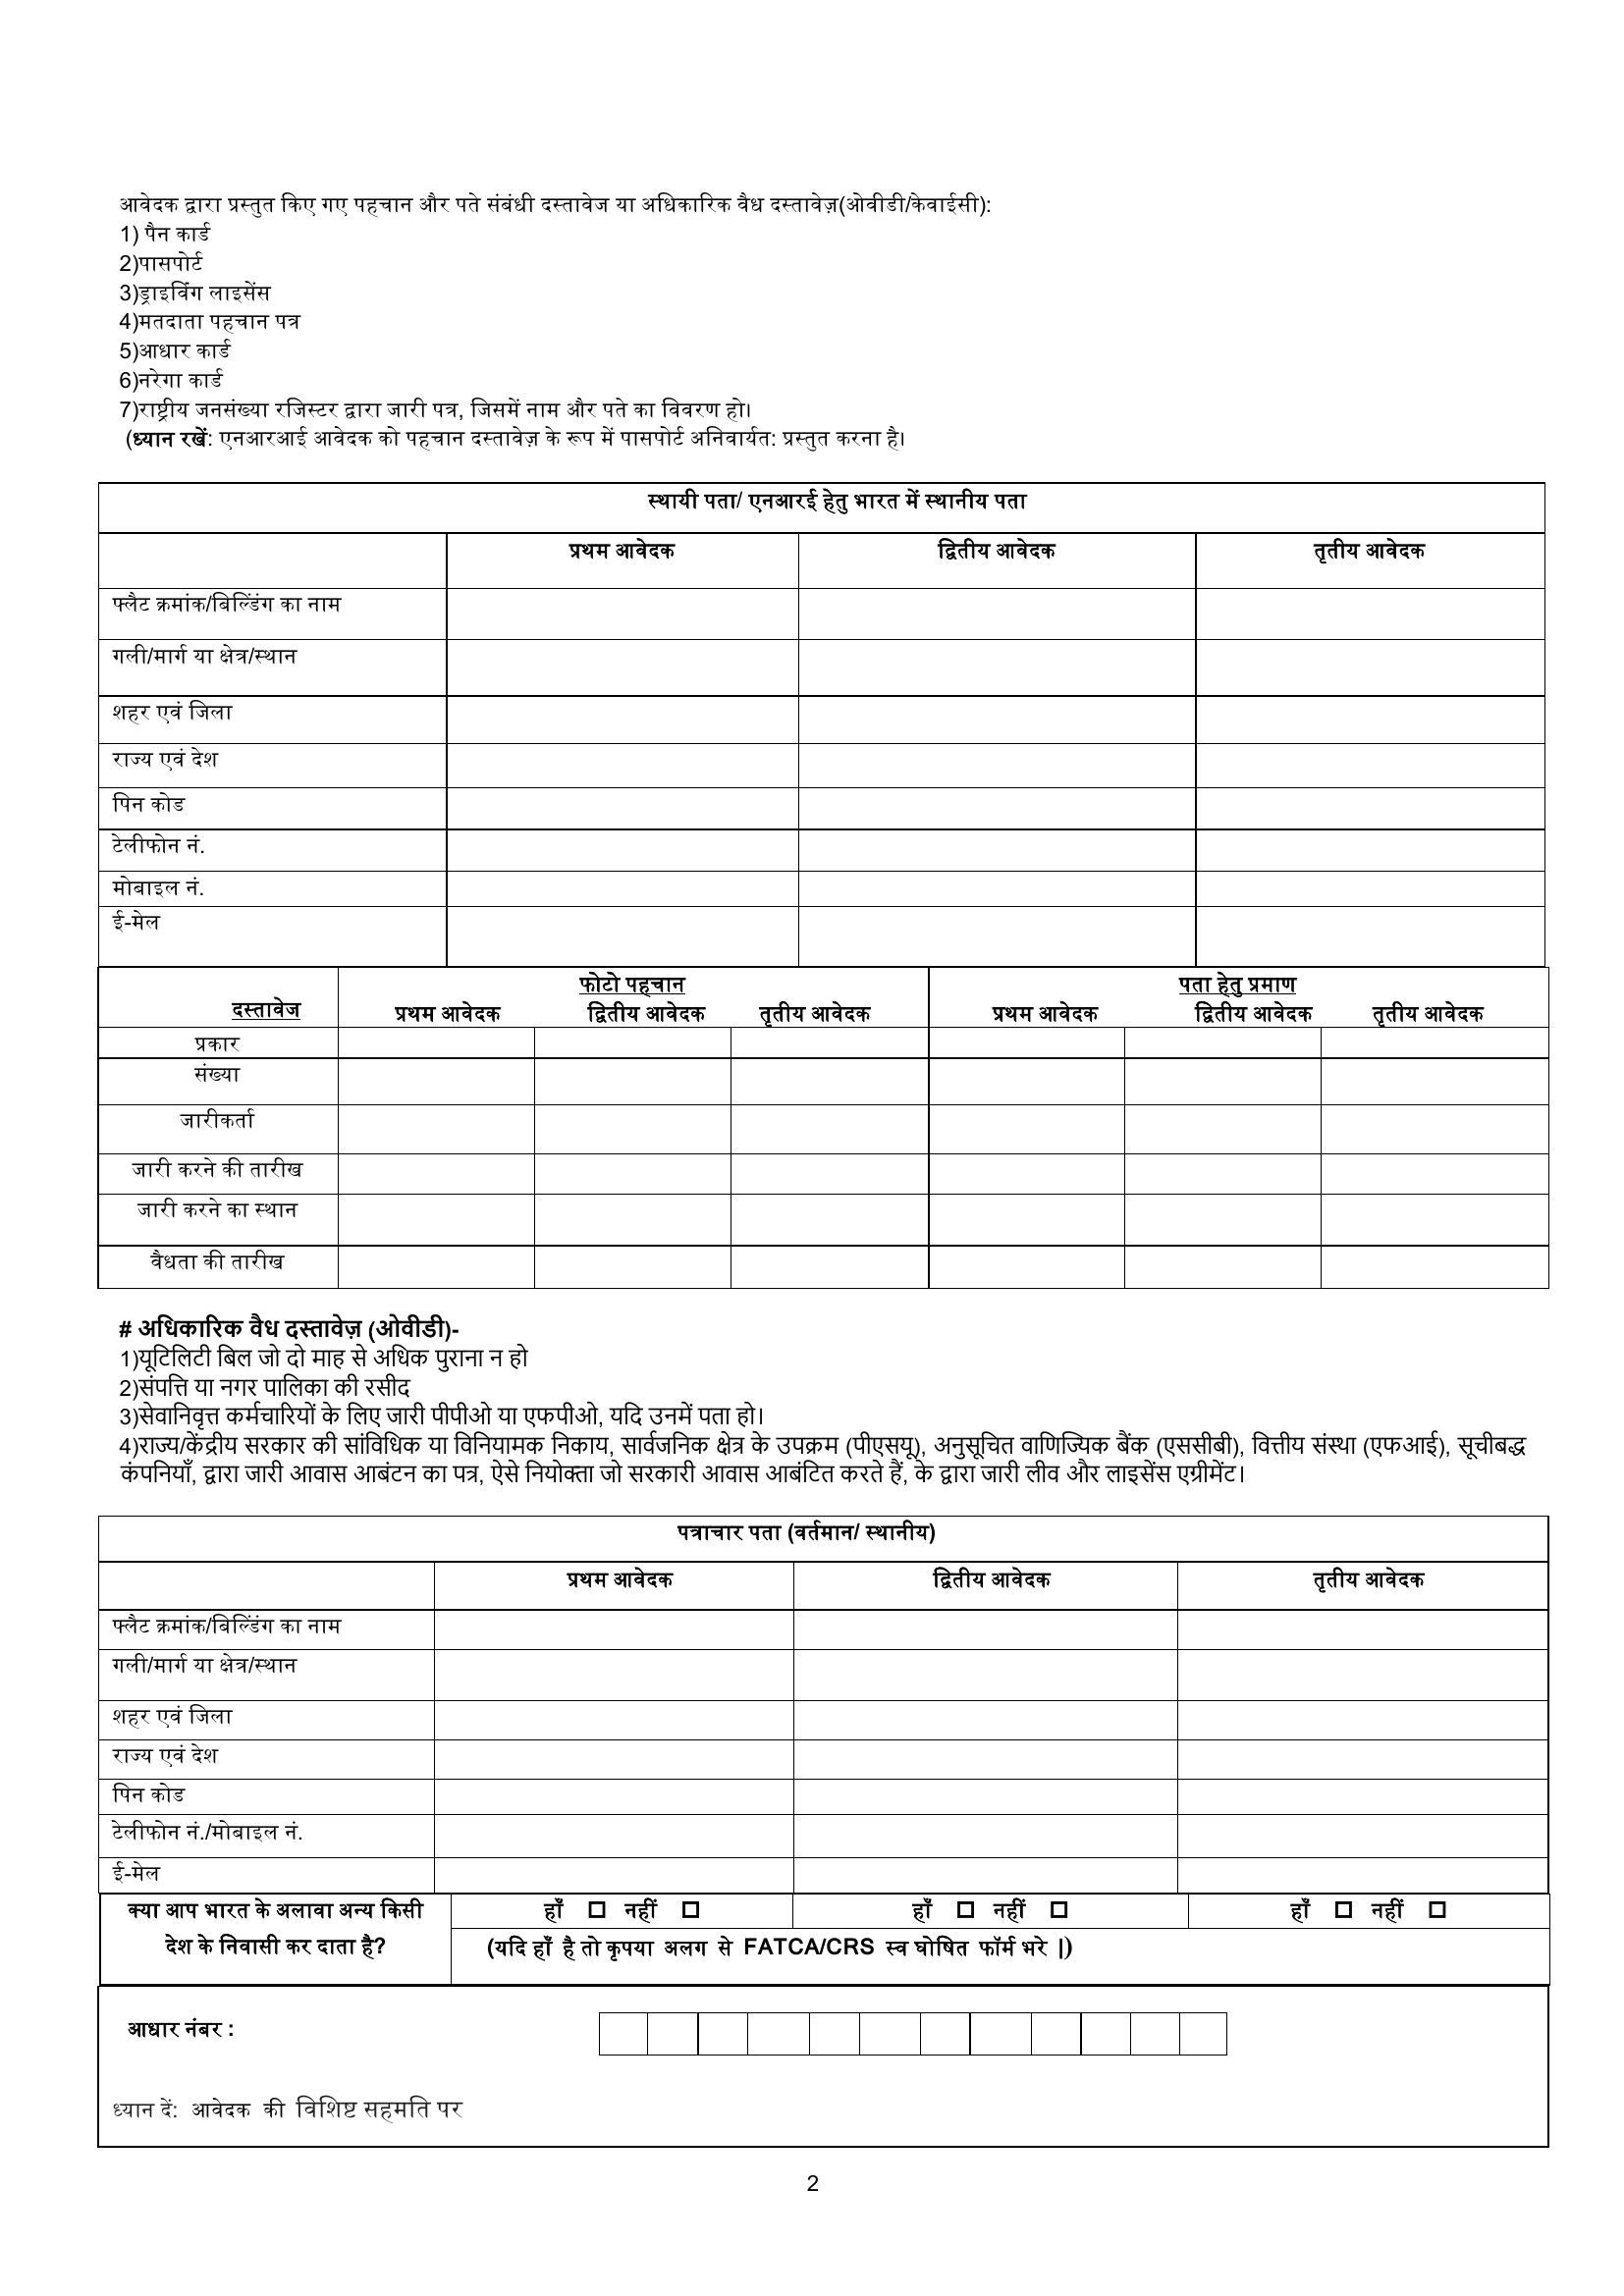 आवेदक द्वारा प्रस्तुत किए गए पहचान और पते संबंधी दस्तावेज या अधिकारिक वैध दस्तावेज़(ओवीडी/केवाईसी):
1) पैन कार्ड
2)पासपोर्ट
3)ड्राइविंग लाइसेंस
4)मतदाता पहचान पत्र
5)आधार कार्ड
6)नरेगा कार्ड
7)राष्ट्रीय जनसंख्या रजिस्टर द्वारा जारी पत्र, जिसमें नाम और पते का विवरण हो।
(ध्यान रखें: एनआरआई आवेदक को पहचान दस्तावेज़ के रूप में पासपोर्ट अनिवार्यत: प्रस्तुत करना है।
स्थायी पता/ एनआरई हेतु भारत में स्थानीय पता
प्रथम आवेदक द्वितीय आवेदक तृतीय आवेदक
फ्लैट क्रमांक/बिल्डिंग का नाम
गली/मार्ग या क्षेत्र/स्थान
शहर एवं जिला
राज्य एवं देश
पिन कोड
टेलीफोन नं.
मोबाइल नं.
ई-मेल
फोटो पहचान पता हेतु प्रमाण
दस्तावेज प्रथम आवेदक द्वितीय आवेदक तृतीय आवेदक प्रथम आवेदक द्वितीय आवेदक तृतीय आवेदक
प्रकार
संख्या
जारीकर्ता
जारी करने की तारीख
जारी करने का स्थान
वैधता की तारीख
# अधिकारिक वैध दस्तावेज़ (ओवीडी)-
1)यूटिलिटी बिल जो दो माह से अधिक पुराना न हो
2)संपत्ति या नगर पालिका की रसीद
3)सेवानिवृत्त कर्मचारियों के लिए जारी पीपीओ या एफपीओ, यदि उनमें पता हो।
4)राज्य/केंद्रीय सरकार की सांविधिक या विनियामक निकाय, सार्वजनिक क्षेत्र के उपक्रम (पीएसयू), अनुसूचित वाणिज्यिक बैंक (एससीबी), वित्तीय संस्था (एफआई), सूचीबद्ध
कंपनियाँ, द्वारा जारी आवास आबंटन का पत्र, ऐसे नियोक्ता जो सरकारी आवास आबंटित करते हैं, के द्वारा जारी लीव और लाइसेंस एग्रीमेंट।
पत्राचार पता (वर्तमान/ स्थानीय)
प्रथम आवेदक द्वितीय आवेदक तृतीय आवेदक
फ्लैट क्रमांक/बिल्डिंग का नाम
गली/मार्ग या क्षेत्र/स्थान
शहर एवं जिला
राज्य एवं देश
पिन कोड
टेलीफोन नं./मोबाइल नं.
ई-मेल
क्या आप भारत के अलावा अन्य किसी हाँ ☐ नहीं ☐ हाँ ☐ नहीं ☐ हाँ ☐ नहीं ☐
देश के निवासी कर दाता है? (यदि हाँ है तो कृपया अलग से FATCA/CRS स्व घोषित फॉर्म भरे |)
आधार नंबर :
ध्यान दें: आवेदक की विशिष्ट सहमति पर
2